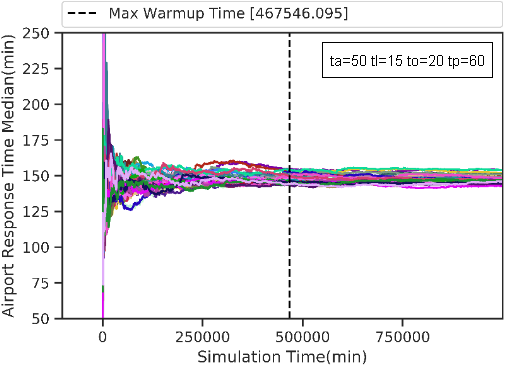 Max Warmup Time [467546.095]
250
225
200
175
150
125
100
75
50
Airport Response Time Median(min)
ta=50 tl=15 to=20 tp=60
0 250000 500000 750000
Simulation Time(min)